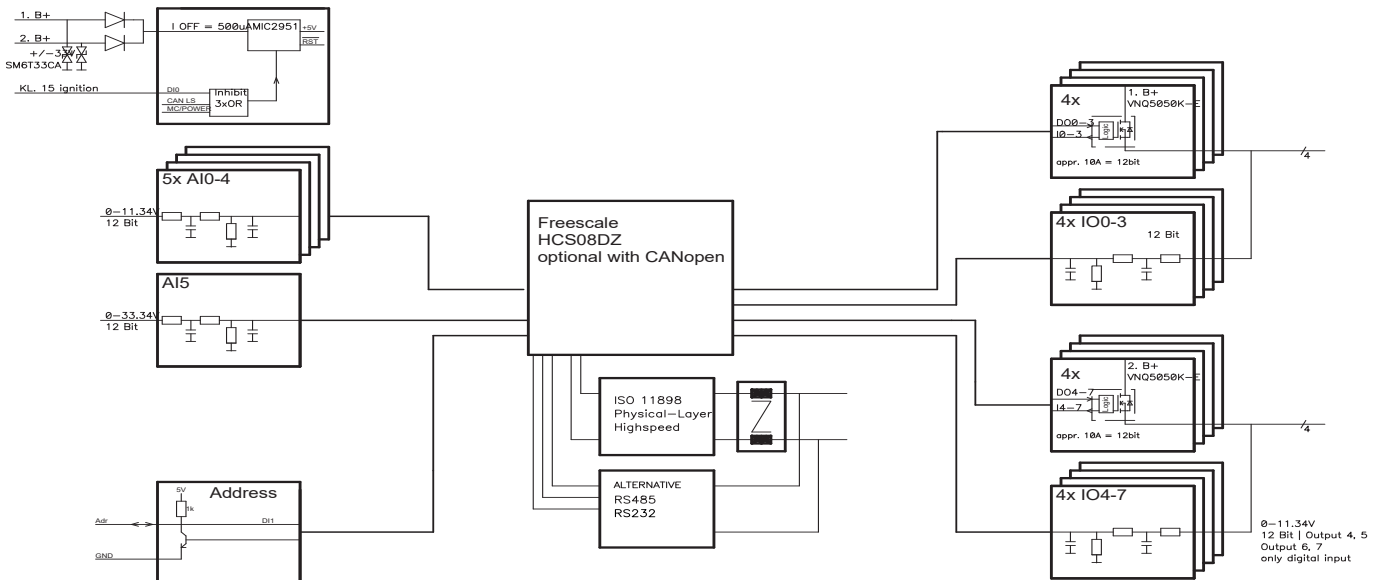 1. B+
2. B+
SM6T33CA
KL. 15 ignition
I OFF = 500uAMIC2951
+5V
RST
DI0
CAN LS
MC/POWER
Inhibit
3xOR
5x AI0-4
0-11.34V
12 Bit
AI5
0-33.34V
12 Bit
Address
5V
1k
Adr
DI1
GND
Freescale
HCS08DZ
optional with CANopen
ISO 11898
Physical-Layer
Highspeed
Z
ALTERNATIVE
RS485
RS232
4x
1. B+
VNQ5050K-E
DO0-3
I0-3
Logic
appr. 10A = 12bit
4
4x IO0-3
12 Bit
4x
2. B+
VNQ5050K-E
DO4-7
I4-7
Logic
appr. 10A = 12bit
4
4x IO4-7
0-11.34V
12 Bit | Output 4, 5
Output 6, 7
only digital input